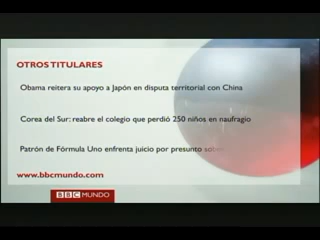 OTROS TITULARES
Obama reitera su apoyo a Japón en disputa territorial con China
Corea del Sur: reabre el colegio que perdió 250 niños en naufragio
Patrón de Fórmula Uno enfrenta juicio por presunto
www.bbcmundo.com
BBC MUNDO